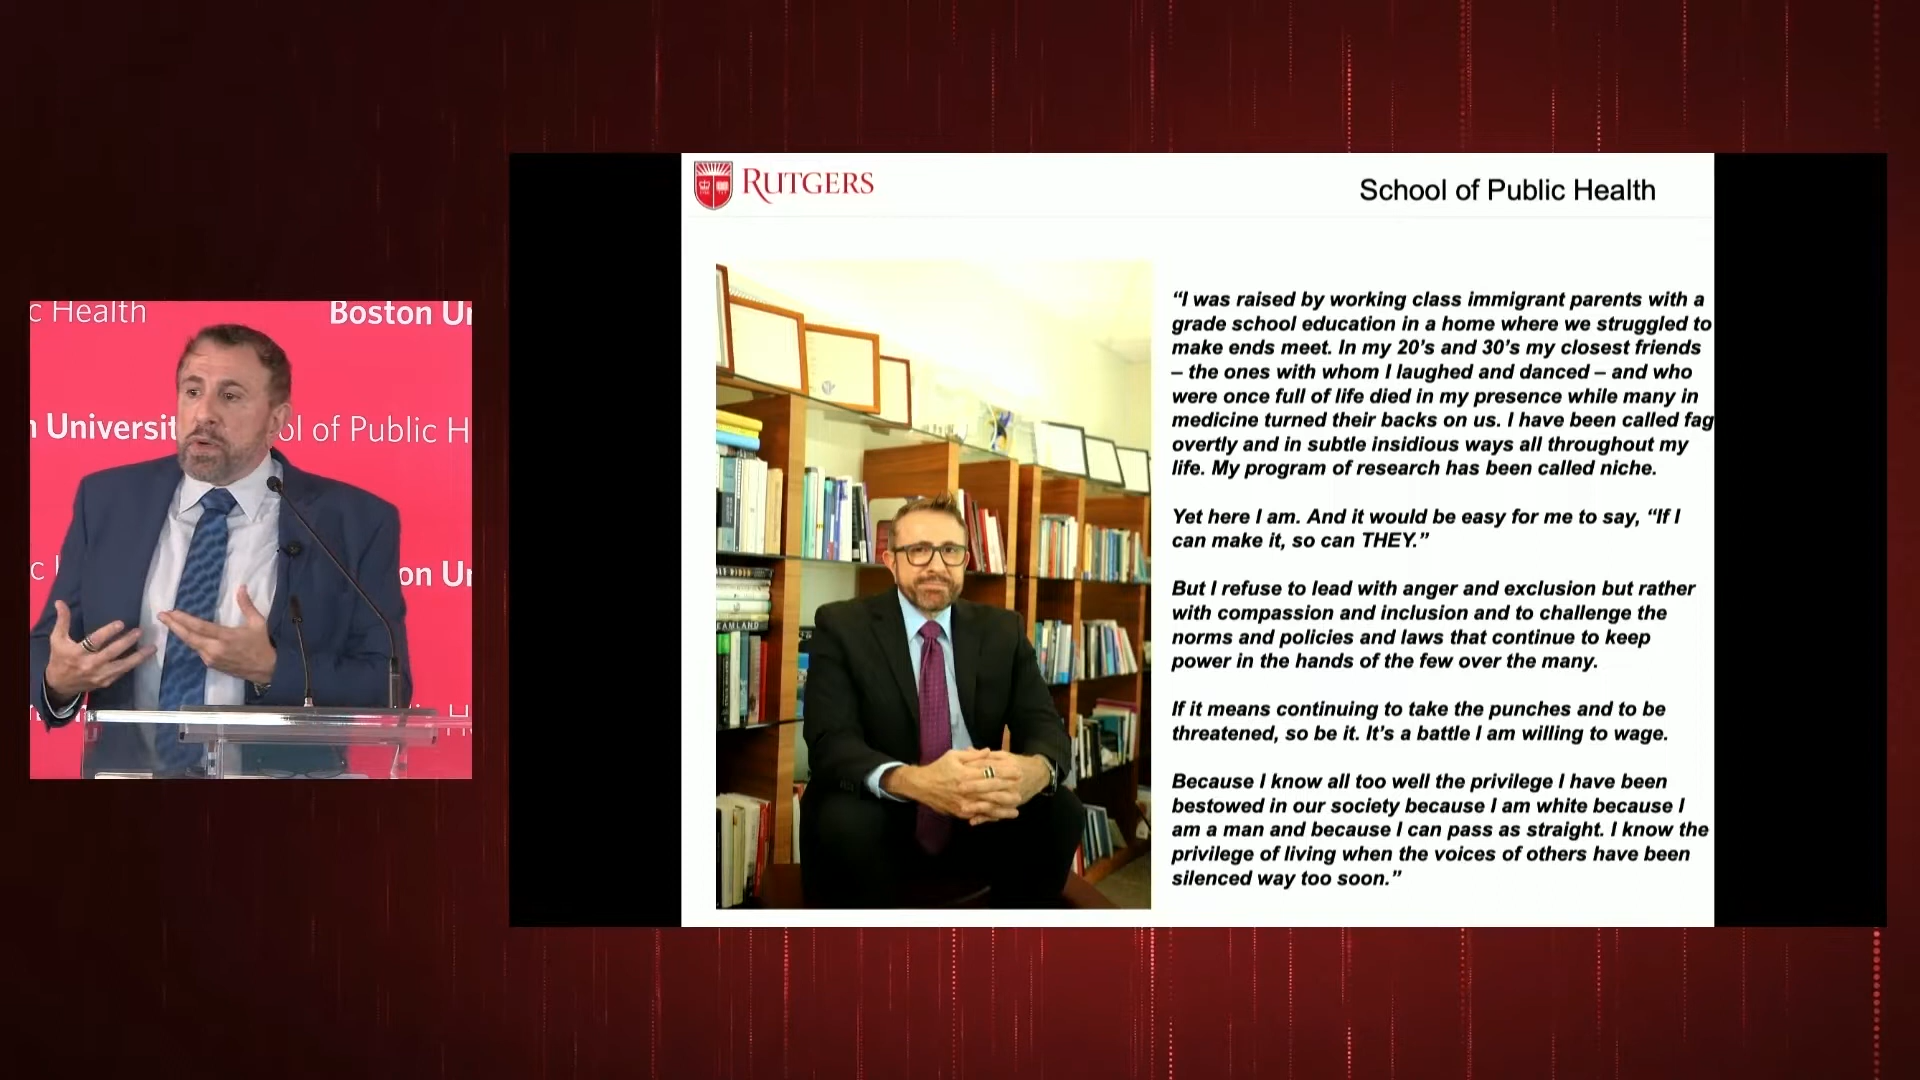 c Health
Boston Un
n Universit
ol of Public H
c H
on Un
lic H
RUTGERS
School of Public Health
“I was raised by working class immigrant parents with a
grade school education in a home where we struggled to
make ends meet. In my 20’s and 30’s my closest friends
– the ones with whom I laughed and danced – and who
were once full of life died in my presence while many in
medicine turned their backs on us. I have been called fag
overtly and in subtle insidious ways all throughout my
life. My program of research has been called niche.
Yet here I am. And it would be easy for me to say, “If I
can make it, so can THEY.”
But I refuse to lead with anger and exclusion but rather
with compassion and inclusion and to challenge the
norms and policies and laws that continue to keep
power in the hands of the few over the many.
If it means continuing to take the punches and to be
threatened, so be it. It’s a battle I am willing to wage.
Because I know all too well the privilege I have been
bestowed in our society because I am white because I
am a man and because I can pass as straight. I know the
privilege of living when the voices of others have been
silenced way too soon.”